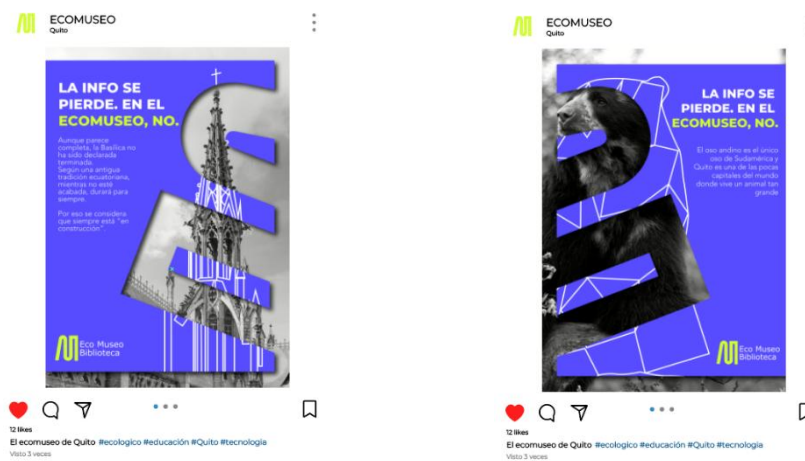 ECOMUSEO
Quito
LA INFO SE
PIERDE. EN EL
ECOMUSEO, NO.
Aunque parece
completa, la Basílica no
ha sido declarada
terminada.
Según una antigua
tradición ecuatoriana,
mientras no esté
acabada, durará para
siempre.
Por eso se considera
que siempre está "en
construcción".
Eco Museo
Biblioteca
12 likes
El ecomuseo de Quito #ecologico #educación #Quito #tecnologia
Visto 3 veces
ECOMUSEO
Quito
LA INFO SE
PIERDE. EN EL
ECOMUSEO, NO.
El oso andino es el único
oso de Sudamérica y
Quito es una de las pocas
capitales del mundo
donde vive un animal tan
grande
Eco Museo
Biblioteca
12 likes
El ecomuseo de Quito #ecologico #educación #Quito #tecnologia
Visto 3 veces